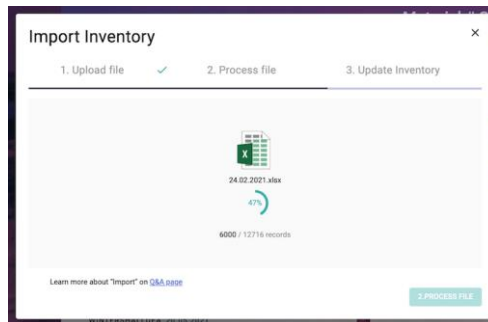 Import Inventory
1. Upload file
2. Process file
3. Update Inventory
24.02.2021.xlsx
47%
6000 / 12716 records
Learn more about "Import" on Q&A page
2.PROCESS FILE